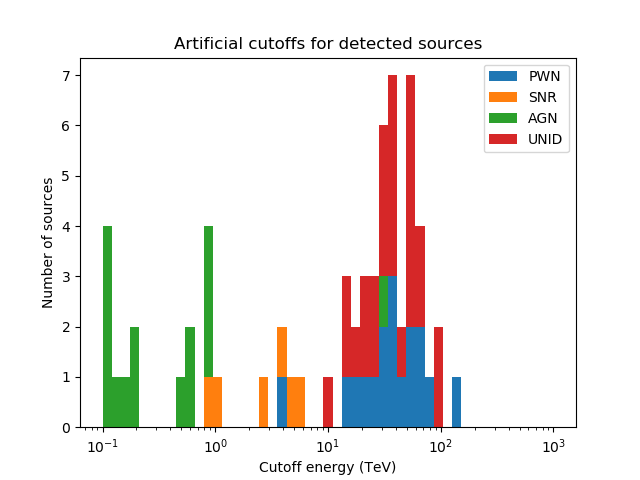 Artificial cutoffs for detected sources
Number of sources
7
6
5
4
3
2
1
0
PWN
SNR
AGN
UNID
10⁻¹
10⁰
10¹
10²
10³
Cutoff energy (TeV)